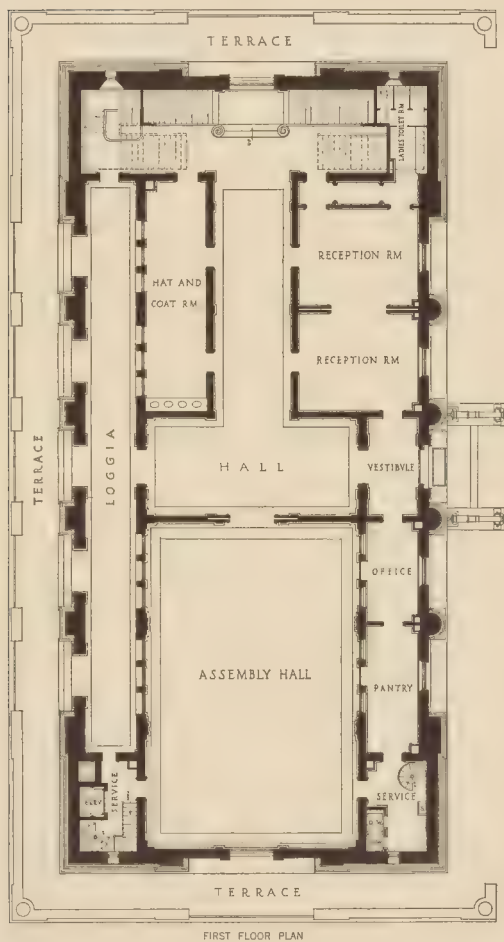 TERRACE
LADIES TOILET RM
RECEPTION RM
HAT AND
COAT RM
RECEPTION RM
TERRACE
LOGGIA
HALL
VESTIBVLE
OFFICE
ASSEMBLY HALL
PANTRY
SERVICE
ELEV
SERVICE
TERRACE
FIRST FLOOR PLAN